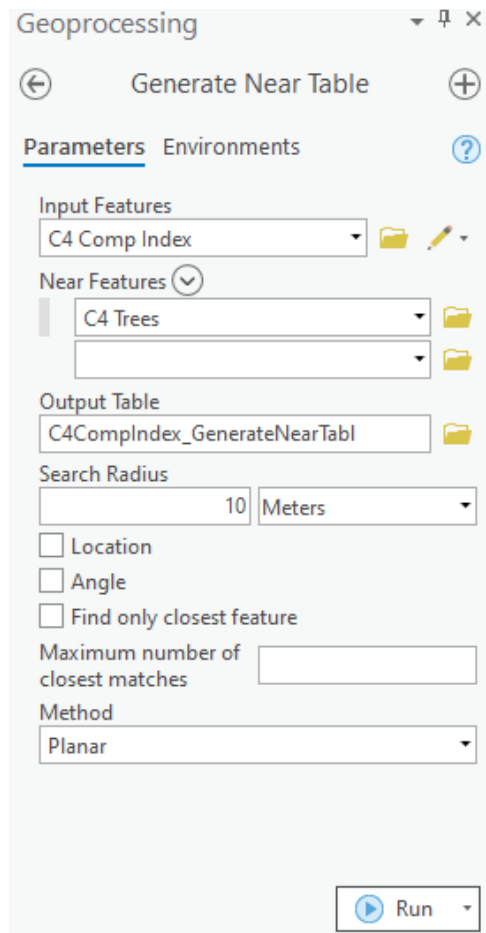 Geoprocessing
Generate Near Table
Parameters Environments
Input Features
C4 Comp Index
Near Features
C4 Trees
Output Table
C4CompIndex_GenerateNearTabl
Search Radius
10 Meters
Location
Angle
Find only closest feature
Maximum number of
closest matches
Method
Planar
Run